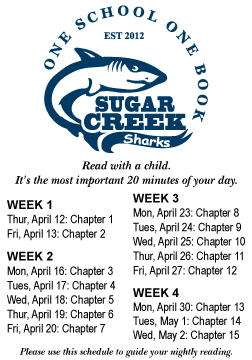 ONE SCHOOL ONE BOOK
EST 2012
SUGAR
CREEK
Sharks
Read with a child.
It's the most important 20 minutes of your day.
WEEK 1
Thur, April 12: Chapter 1
Fri, April 13: Chapter 2
WEEK 2
Mon, April 16: Chapter 3
Tues, April 17: Chapter 4
Wed, April 18: Chapter 5
Thur, April 19: Chapter 6
Fri, April 20: Chapter 7
WEEK 3
Mon, April 23: Chapter 8
Tues, April 24: Chapter 9
Wed, April 25: Chapter 10
Thur, April 26: Chapter 11
Fri, April 27: Chapter 12
WEEK 4
Mon, April 30: Chapter 13
Tues, May 1: Chapter 14
Wed, May 2: Chapter 15
Please use this schedule to guide your nightly reading.